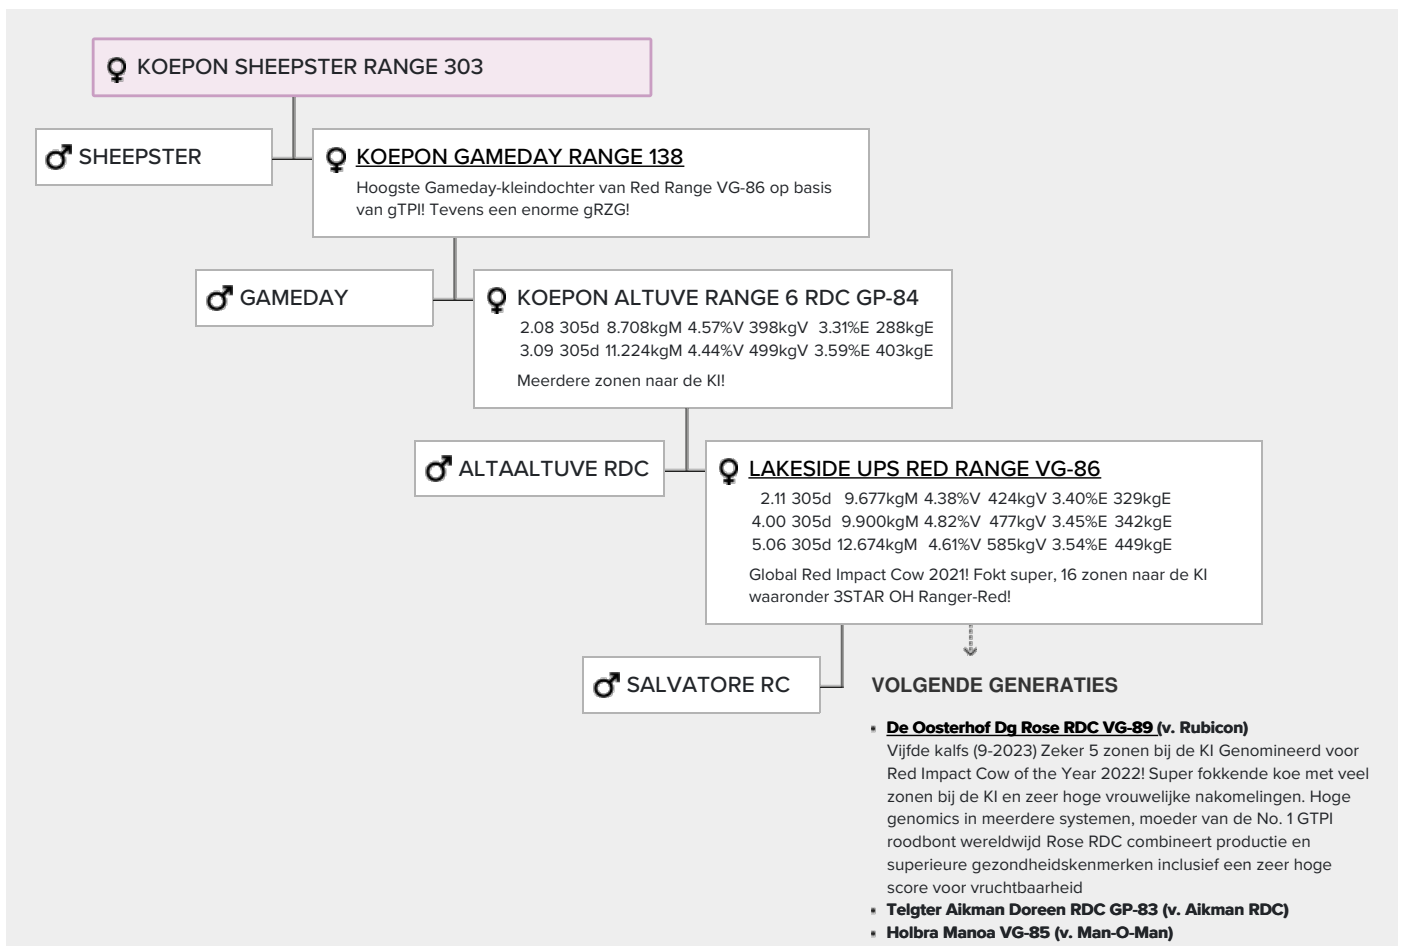 KOEPON SHEEPSTER RANGE 303
SHEEPSTER
KOEPON GAMEDAY RANGE 138
Hoogste Gameday-kleindochter van Red Range VG-86 op basis
van gTPI! Tevens een enorme gRZG!
GAMEDAY
KOEPON ALTUVE RANGE 6 RDC GP-84
2.08 305d 8.708kgM 4.57%V 398kgV 3.31%E 288kgE
3.09 305d 11.224kgM 4.44%V 499kgV 3.59%E 403kgE
Meerdere zonen naar de KI!
ALTAALTUVE RDC
LAKESIDE UPS RED RANGE VG-86
2.11 305d 9.677kgM 4.38%V 424kgV 3.40%E 329kgE
4.00 305d 9.900kgM 4.82%V 477kgV 3.45%E 342kgE
5.06 305d 12.674kgM 4.61%V 585kgV 3.54%E 449kgE
Global Red Impact Cow 2021! Fokt super, 16 zonen naar de KI
waaronder 3STAR OH Ranger-Red!
SALVATORE RC
VOLGENDE GENERATIES
De Oosterhof Dg Rose RDC VG-89 (v. Rubicon)
Vijfde kalfs (9-2023) Zeker 5 zonen bij de KI Genomineerd voor
Red Impact Cow of the Year 2022! Super fokkende koe met veel
zonen bij de KI en zeer hoge vrouwelijke nakomelingen. Hoge
genomics in meerdere systemen, moeder van de No. 1 GTPI
roodbont wereldwijd Rose RDC combineert productie en
superieure gezondheidskenmerken inclusief een zeer hoge
score voor vruchtbaarheid
Telgter Aikman Doreen RDC GP-83 (v. Aikman RDC)
Holbra Manoa VG-85 (v. Man-O-Man)